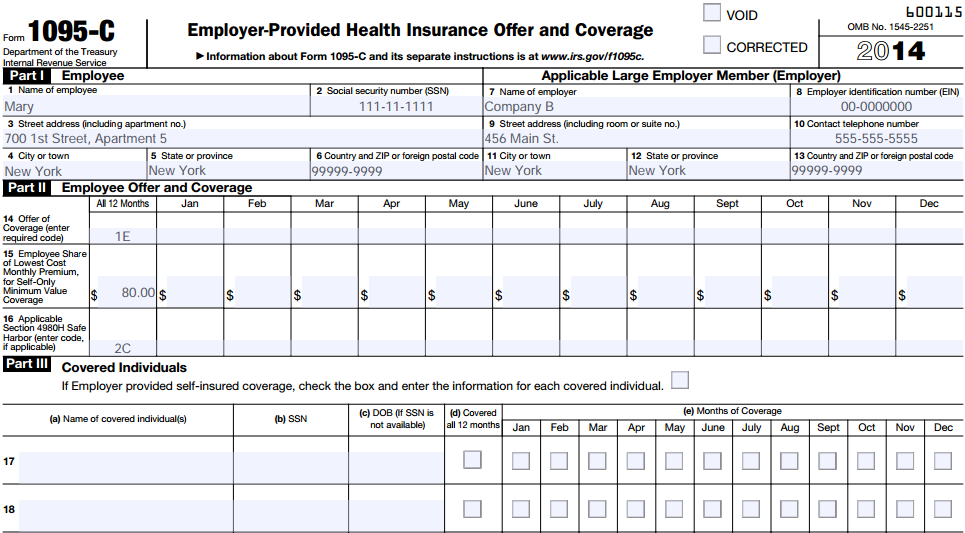 600115
Form 1095-C
Department of the Treasury
Internal Revenue Service
Employer-Provided Health Insurance Offer and Coverage
▶ Information about Form 1095-C and its separate instructions is at www.irs.gov/f1095c.
VOID
CORRECTED
OMB No. 1545-2251
2014
Part I Employee
Applicable Large Employer Member (Employer)
1 Name of employee
Mary
2 Social security number (SSN)
111-11-1111
7 Name of employer
Company B
8 Employer identification number (EIN)
00-0000000
3 Street address (including apartment no.)
700 1st Street, Apartment 5
9 Street address (including room or suite no.)
456 Main St.
10 Contact telephone number
555-555-5555
4 City or town
New York
5 State or province
New York
6 Country and ZIP or foreign postal code
99999-9999
11 City or town
New York
12 State or province
New York
13 Country and ZIP or foreign postal code
99999-9999
Part II Employee Offer and Coverage
All 12 Months Jan Feb Mar Apr May June July Aug Sept Oct Nov Dec
14 Offer of
Coverage (enter
required code)
1E
15 Employee Share
of Lowest Cost
Monthly Premium,
for Self-Only
Minimum Value
Coverage
$ 80.00 $ $ $ $ $ $ $ $ $ $ $ $
16 Applicable
Section 4980H Safe
Harbor (enter code,
if applicable)
2C
Part III Covered Individuals
If Employer provided self-insured coverage, check the box and enter the information for each covered individual.
(a) Name of covered individual(s)
(b) SSN
(c) DOB (If SSN is
not available)
(d) Covered
all 12 months
(e) Months of Coverage
Jan Feb Mar Apr May June July Aug Sept Oct Nov Dec
17
18